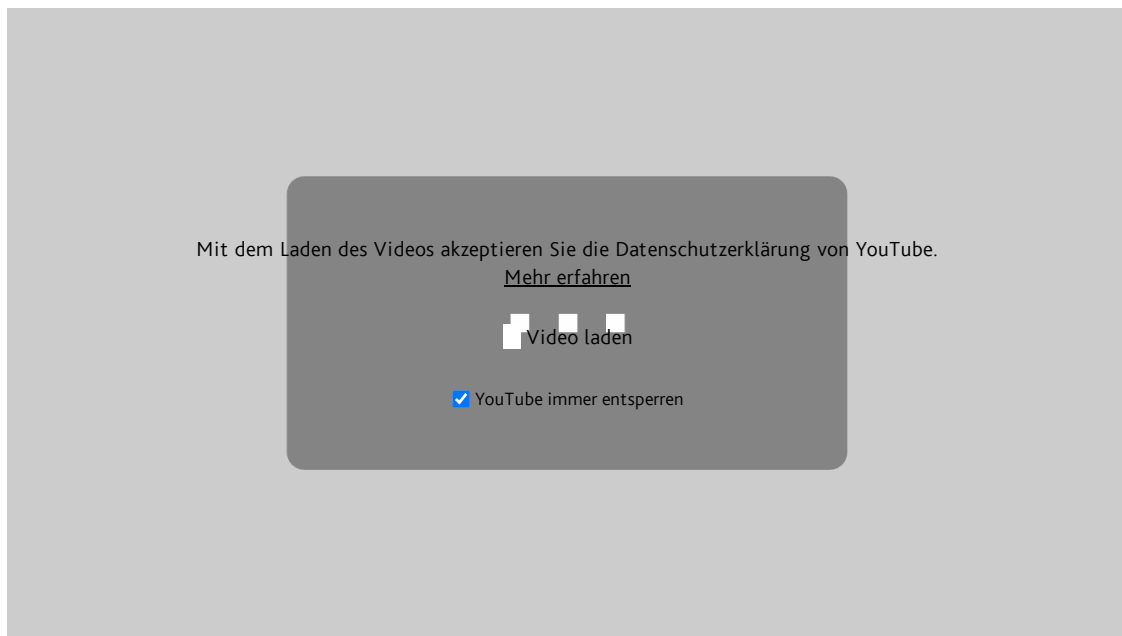 Mit dem Laden des Videos akzeptieren Sie die Datenschutzerklärung von YouTube.
Mehr erfahren
Video laden
YouTube immer entsperren